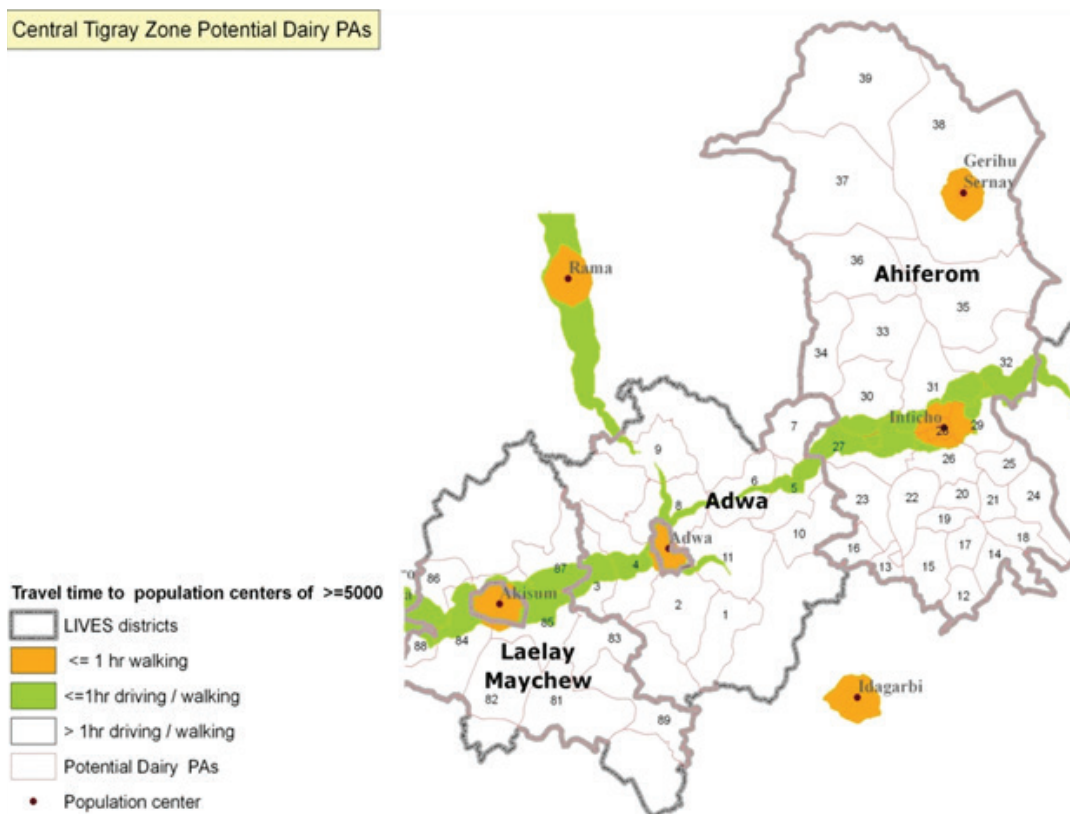 Central Tigray Zone Potential Dairy PAs
39
38
Gerihu
Sernay
37
36
Rama
Ahiferom
35
33
34
32
31
30
7
Inticho
28
29
27
9
26
25
6
5
8
Adwa
23
22
20
21
24
19
10
Adwa
11
16
17
18
13
15
14
12
87
4
86
3
Akisum
2
1
85
84
83
88
Laelay
Maychew
82
81
89
Idagarbi
Travel time to population centers of >=5000
LIVES districts
<= 1 hr walking
<=1hr driving / walking
> 1hr driving / walking
Potential Dairy PAs
Population center